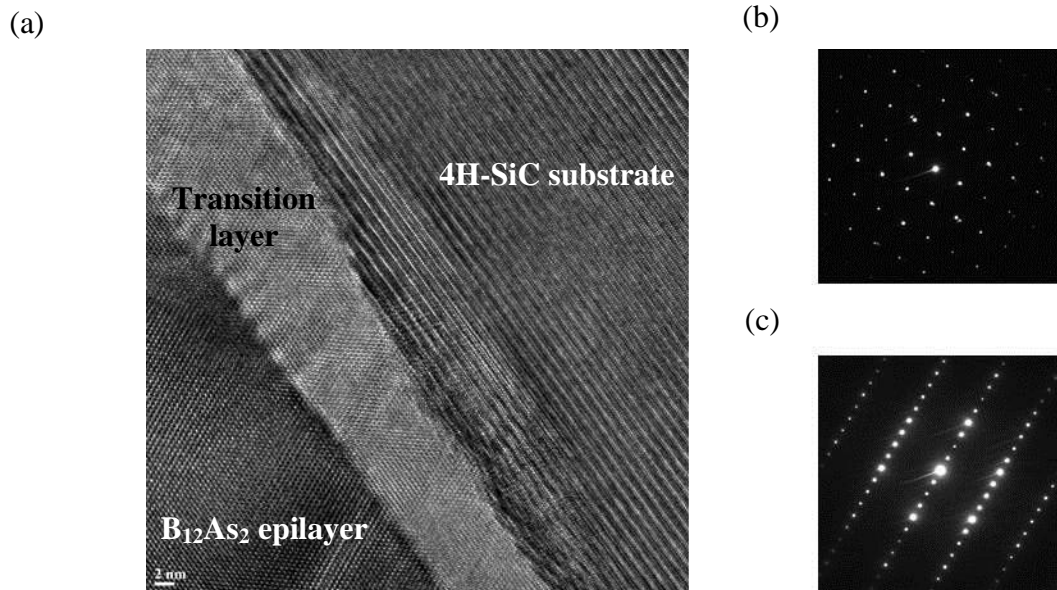 (a)
(b)
4H-SiC substrate
Transition
layer
(c)
B₁₂As₂ epilayer
2 nm